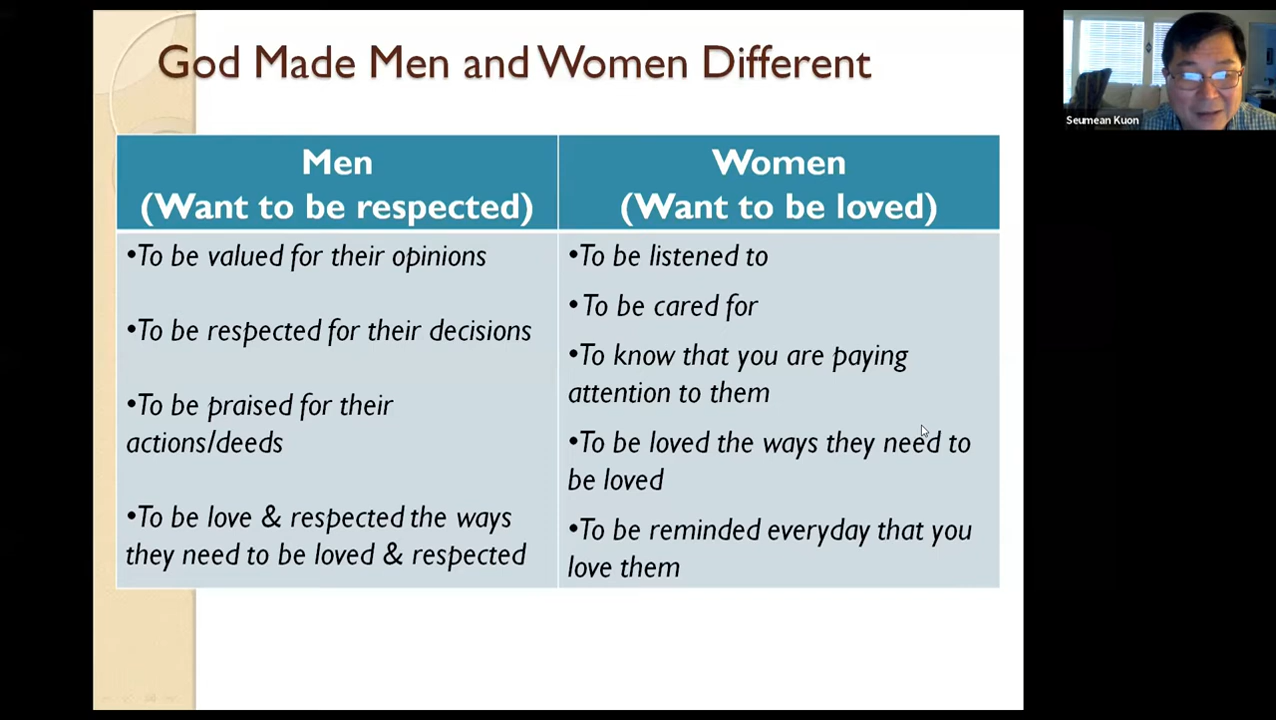 God Made Men and Women Different
Men
(Want to be respected)
•To be valued for their opinions
•To be respected for their decisions
•To be praised for their
actions/deeds
•To be love & respected the ways
they need to be loved & respected
Women
(Want to be loved)
•To be listened to
•To be cared for
•To know that you are paying
attention to them
•To be loved the ways they need to
be loved
•To be reminded everyday that you
love them
Seumean Kuon